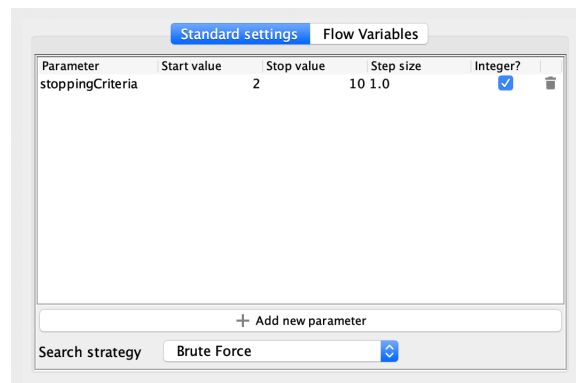 Standard settings Flow Variables
Parameter Start value Stop value Step size Integer?
stoppingCriteria 2 10 1.0
+ Add new parameter
Search strategy Brute Force